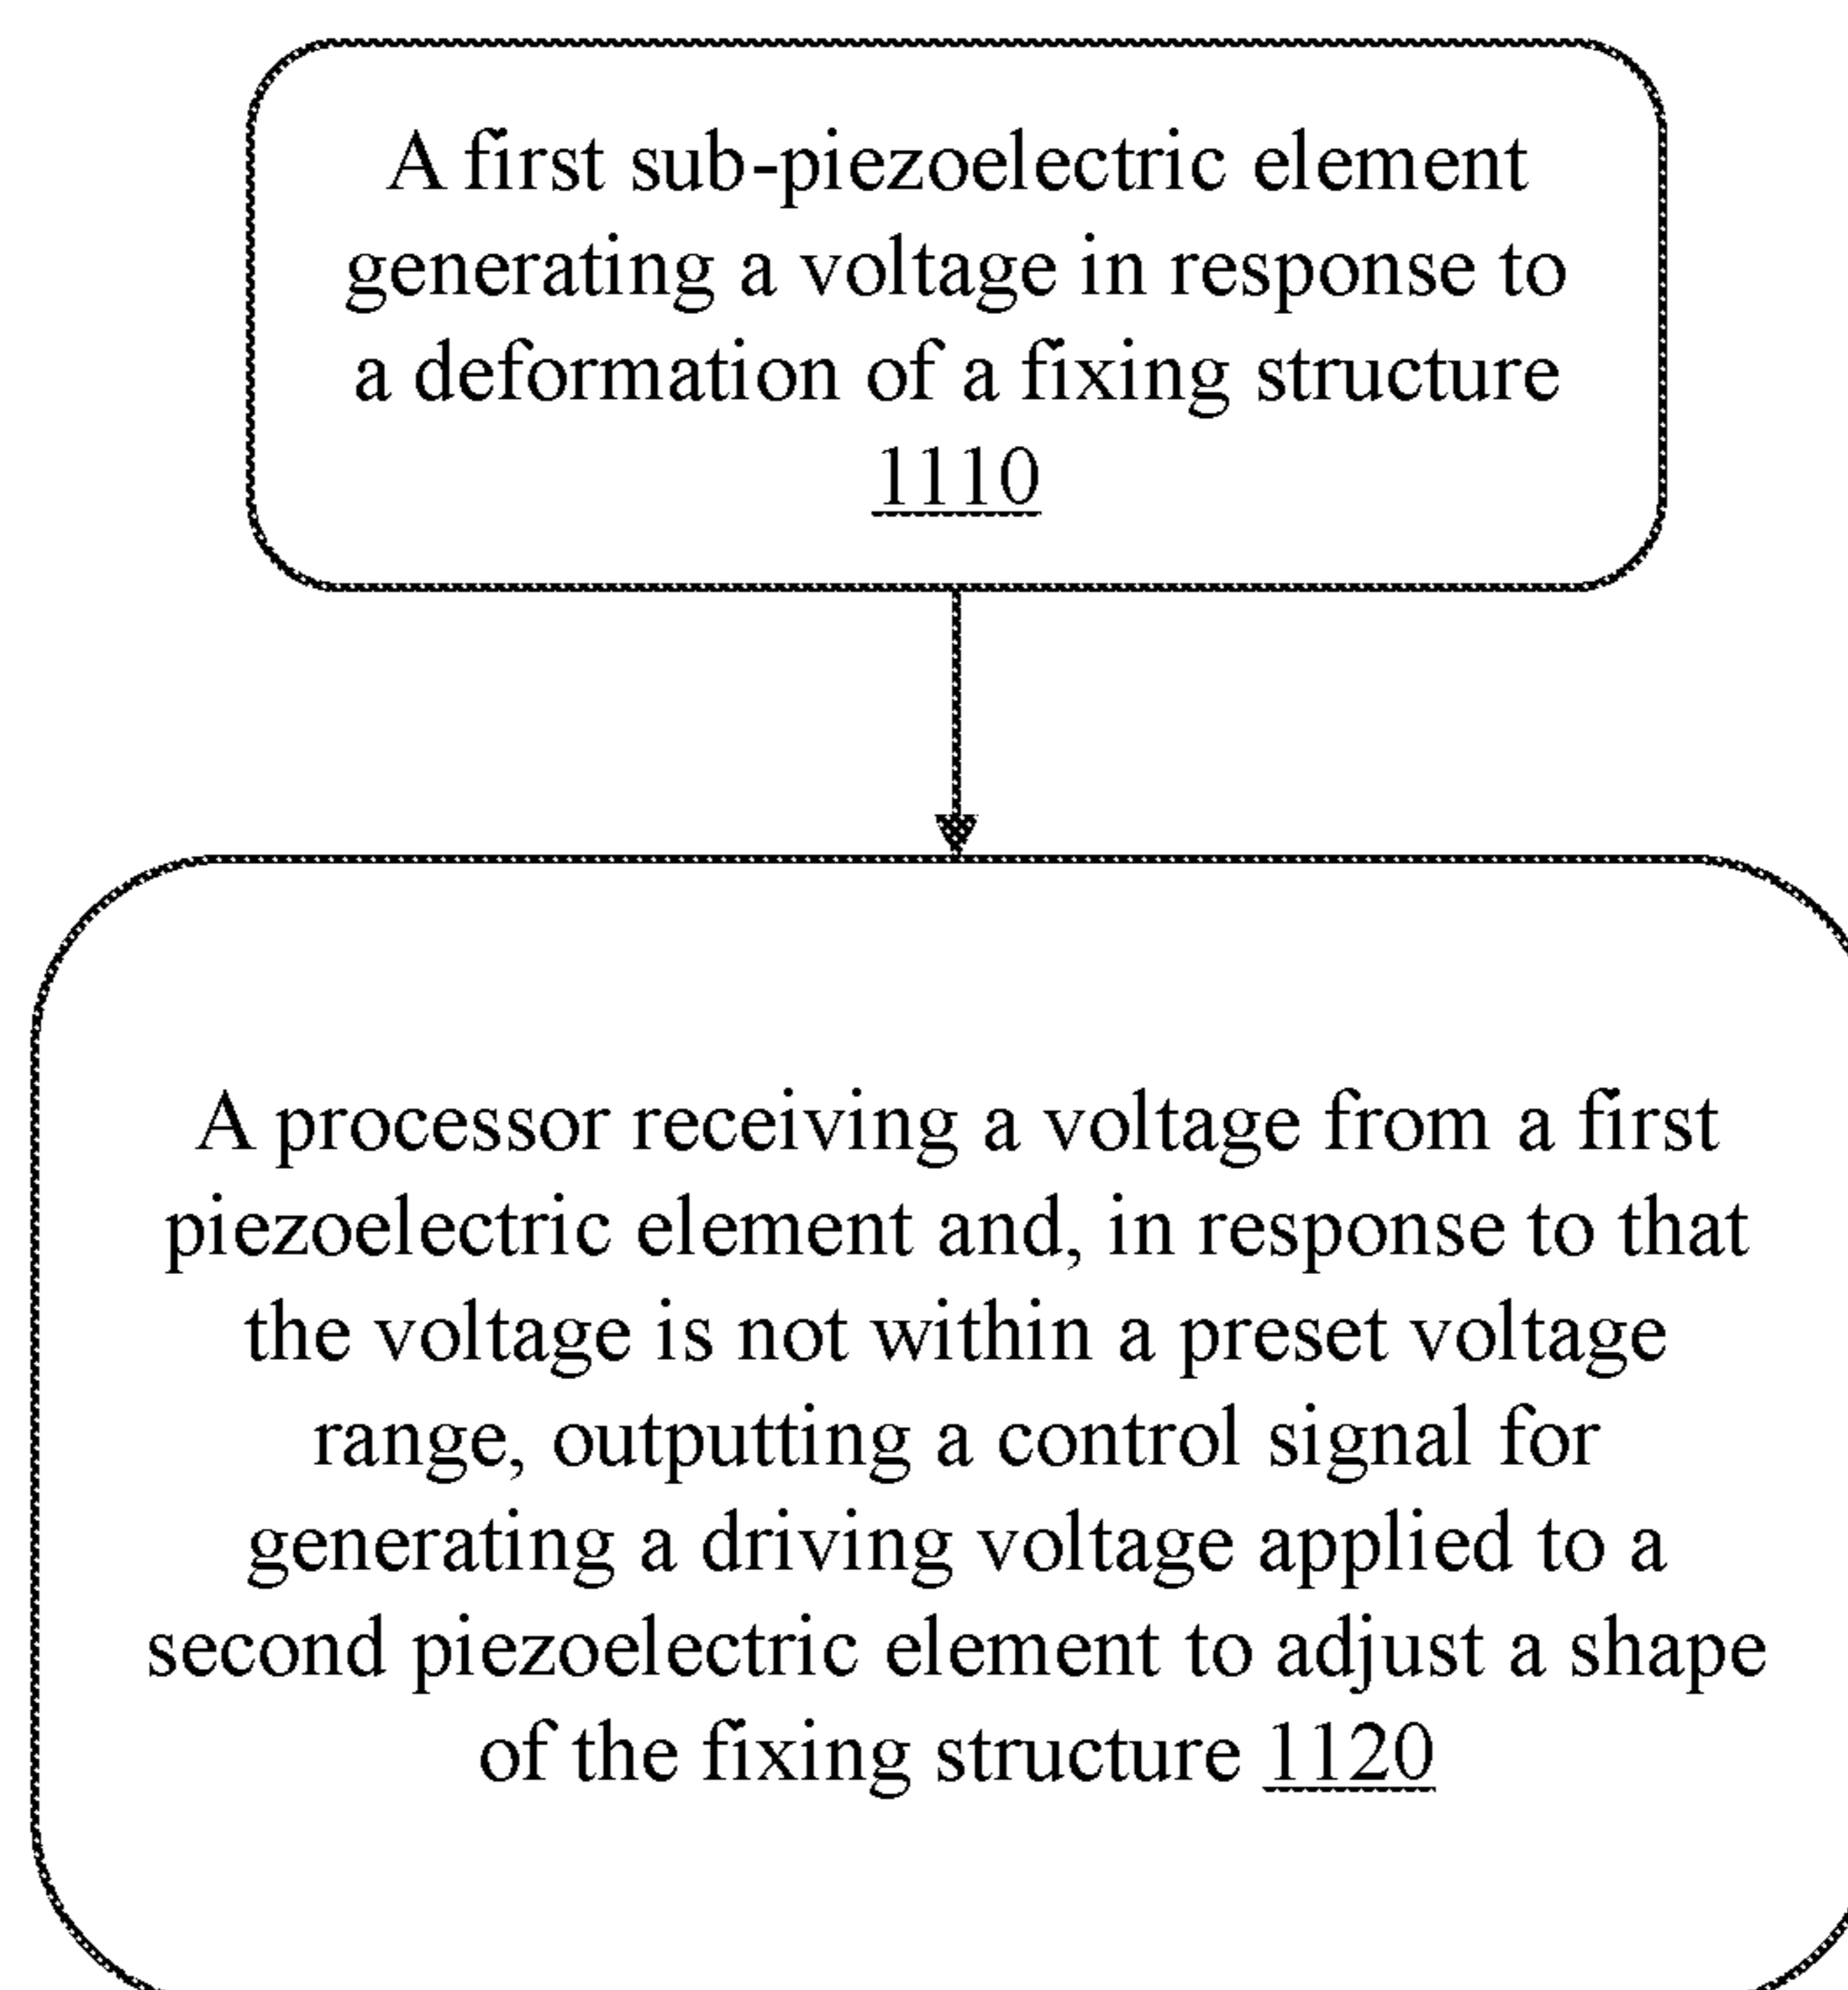 A first sub-piezoelectric element
generating a voltage in response to
a deformation of a fixing structure
1110
A processor receiving a voltage from a first
piezoelectric element and, in response to that
the voltage is not within a preset voltage
range, outputting a control signal for
generating a driving voltage applied to a
second piezoelectric element to adjust a shape
of the fixing structure 1120